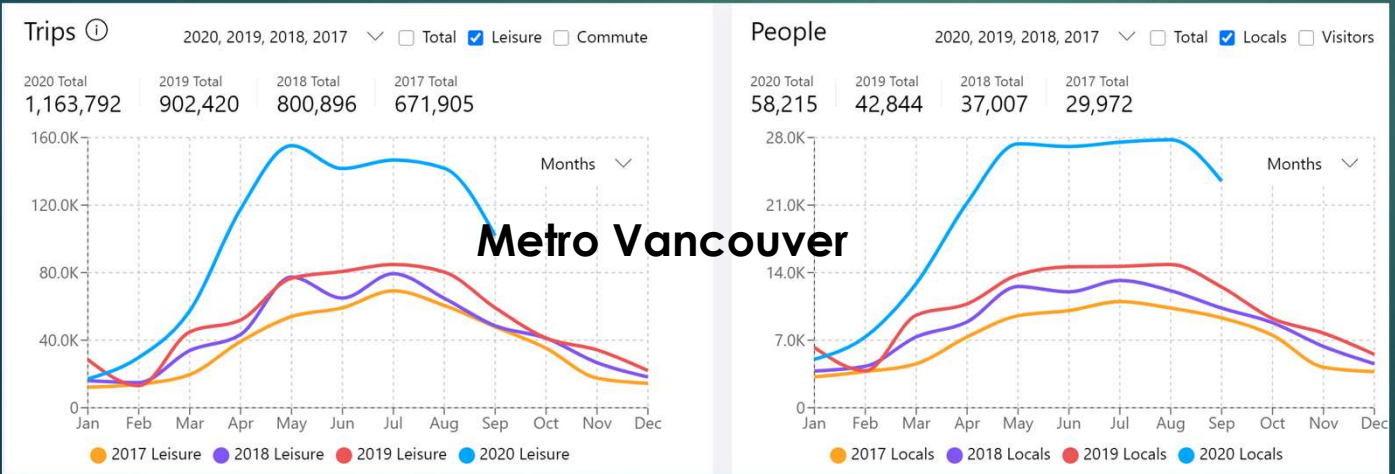 Trips
2020, 2019, 2018, 2017 Total Leisure Commute
2020 Total 2019 Total 2018 Total 2017 Total
1,163,792 902,420 800,896 671,905
160.0K
Months
120.0K
80.0K
40.0K
0
Jan Feb Mar Apr May Jun Jul Aug Sep Oct Nov Dec
2017 Leisure 2018 Leisure 2019 Leisure 2020 Leisure
Metro Vancouver
People
2020, 2019, 2018, 2017 Total Locals Visitors
2020 Total 2019 Total 2018 Total 2017 Total
58,215 42,844 37,007 29,972
28.0K
Months
21.0K
14.0K
7.0K
0
Jan Feb Mar Apr May Jun Jul Aug Sep Oct Nov Dec
2017 Locals 2018 Locals 2019 Locals 2020 Locals